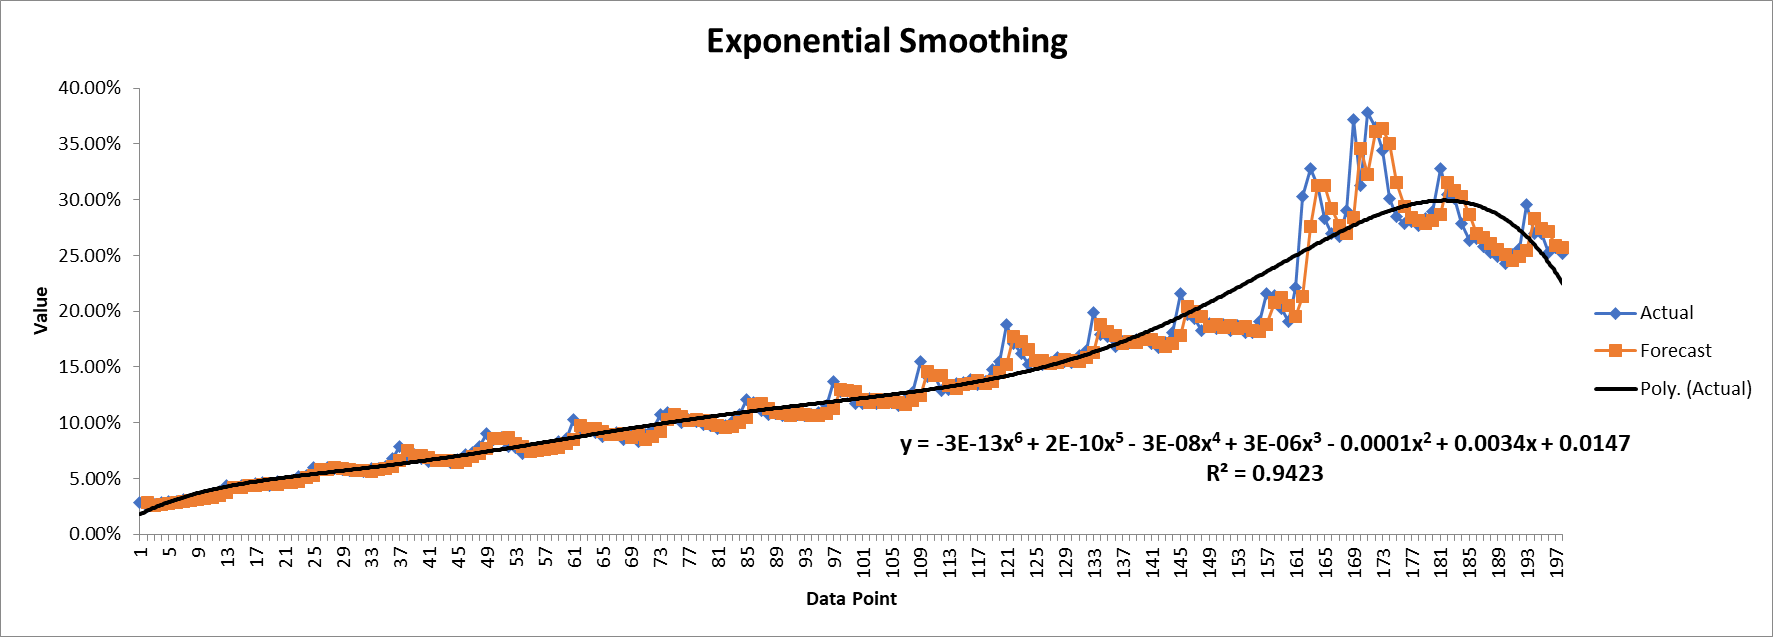 Exponential Smoothing
40.00%
35.00%
30.00%
25.00%
20.00%
15.00%
10.00%
5.00%
0.00%
Value
1 5 9 13 17 21 25 29 33 37 41 45 49 53 57 61 65 69 73 77 81 85 89 93 97 101 105 109 113 117 121 125 129 133 137 141 145 149 153 157 161 165 169 173 177 181 185 189 193 197
Data Point
Actual
Forecast
Poly. (Actual)
y = -3E-13x⁶ + 2E-10x⁵ - 3E-08x⁴ + 3E-06x³ - 0.0001x² + 0.0034x + 0.0147
R² = 0.9423